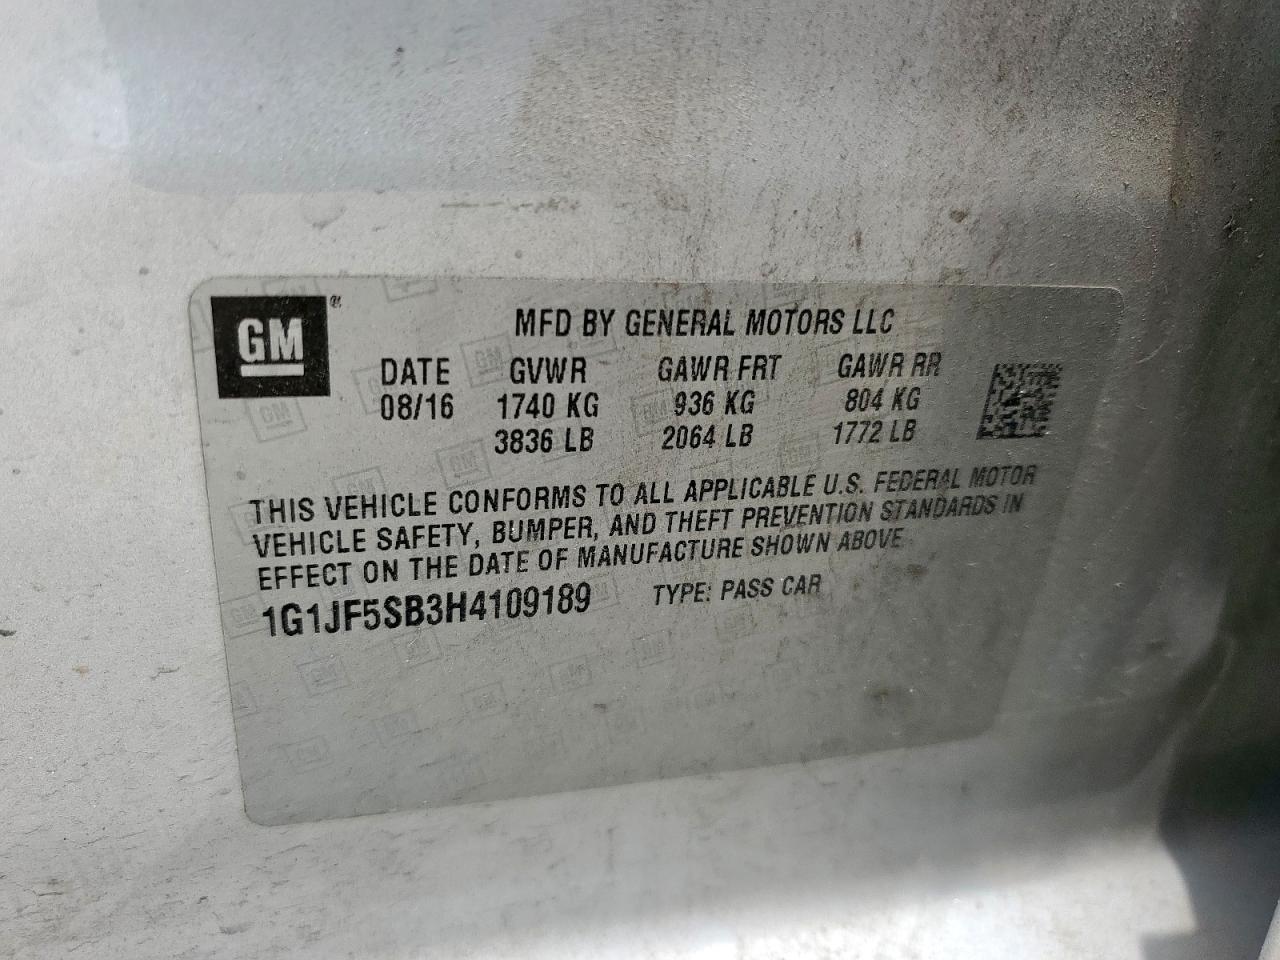 GM®
MFD BY GENERAL MOTORS LLC
DATE GVWR GAWR FRT GAWR RR
08/16 1740 KG 936 KG 804 KG
3836 LB 2064 LB 1772 LB
THIS VEHICLE CONFORMS TO ALL APPLICABLE U.S. FEDERAL MOTOR
VEHICLE SAFETY, BUMPER, AND THEFT PREVENTION STANDARDS IN
EFFECT ON THE DATE OF MANUFACTURE SHOWN ABOVE
1G1JF5SB3H4109189 TYPE: PASS CAR